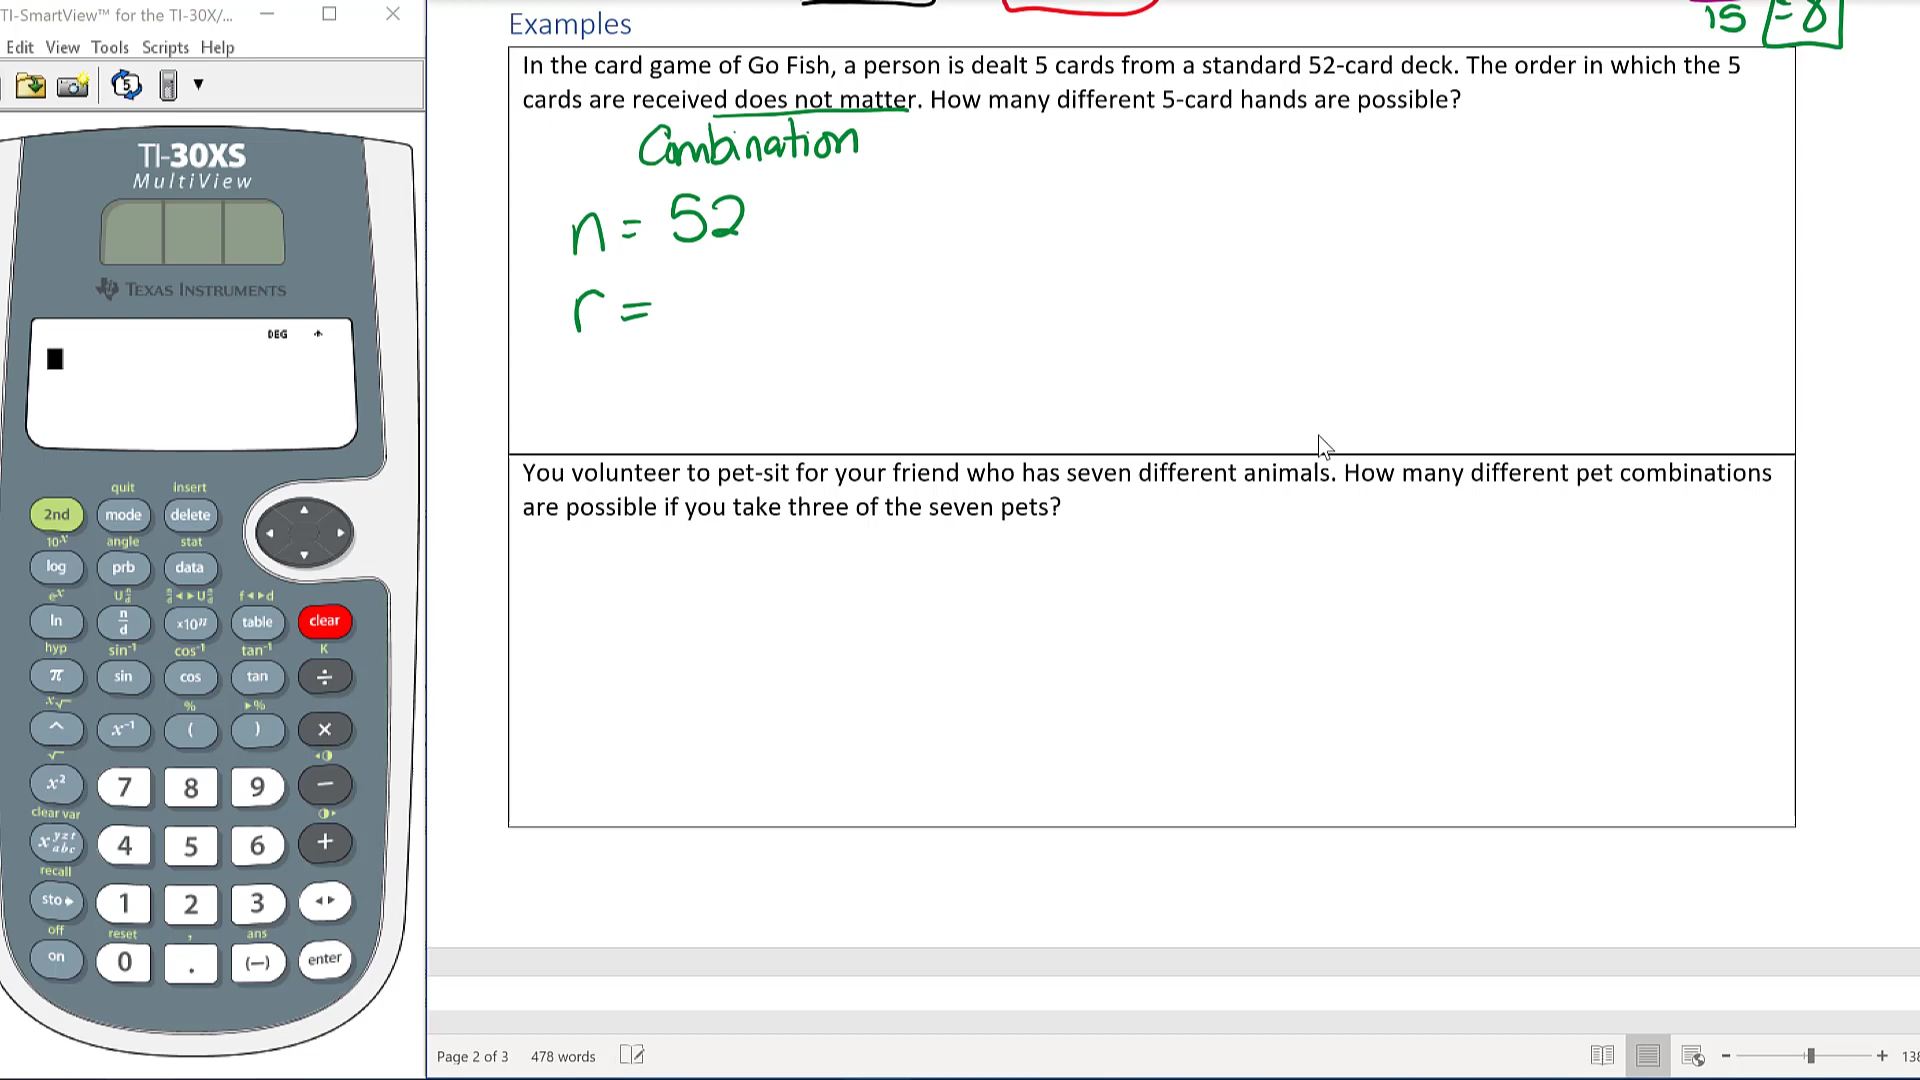 TI-SmartView™ for the TI-30X/...
Edit View Tools Scripts Help
TI-30XS
MultiView
TEXAS INSTRUMENTS
DEG
quit insert
2nd mode delete
10ˣ angle stat
log prb data
eˣ
f◄►d
ln n/d ×10ⁿ table clear
hyp sin⁻¹ cos⁻¹ tan⁻¹ K
π sin cos tan ÷
ˣ√ % ►%
^ x⁻¹ ( ) ×
√
x² 7 8 9 −
clear var
x yzt abc 4 5 6 +
recall
sto► 1 2 3 ◄►
off reset , ans
on 0 . (−) enter
15 = 8
Examples
In the card game of Go Fish, a person is dealt 5 cards from a standard 52-card deck. The order in which the 5
cards are received does not matter. How many different 5-card hands are possible?
Combination
n = 52
r =
You volunteer to pet-sit for your friend who has seven different animals. How many different pet combinations
are possible if you take three of the seven pets?
Page 2 of 3 478 words
− + 138